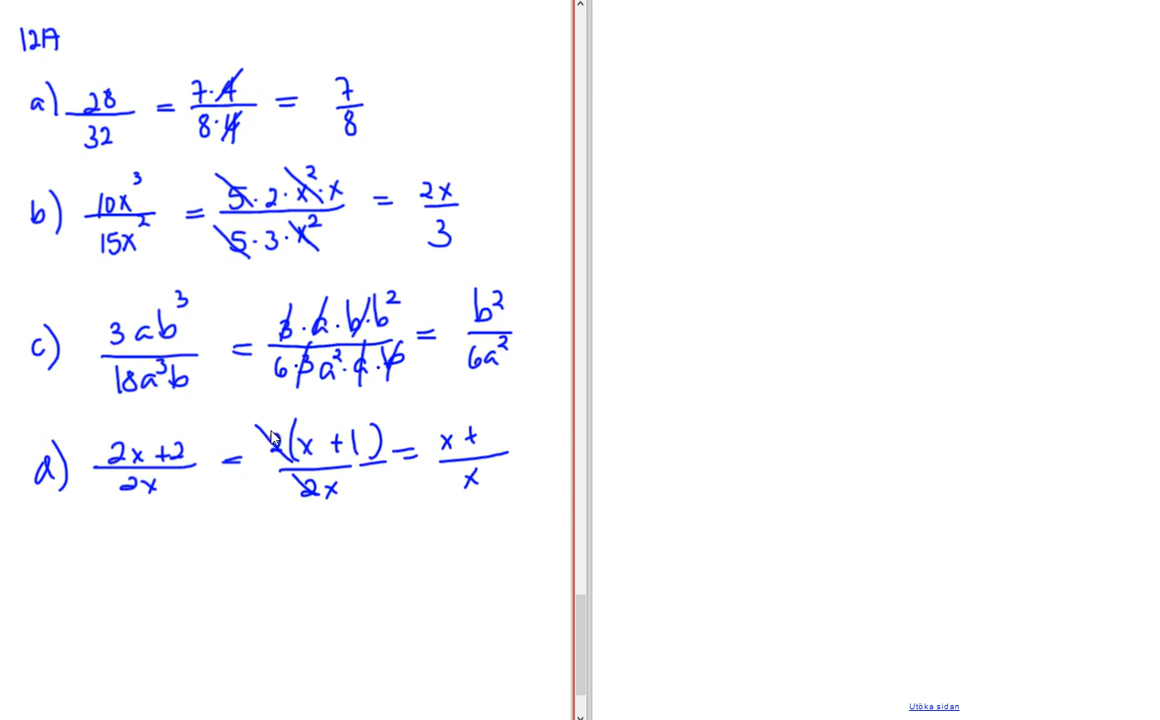 12A
a) 28/32 = 7·4/8·4 = 7/8
b) 10x³/15x² = 5·2·x²·x/5·3·x² = 2x/3
c) 3ab³/18a³b = 3·a·b·b²/6·3a²·a·b = b²/6a²
d) 2x+2/2x = 2(x+1)/2x = x+/x
Utöka sidan